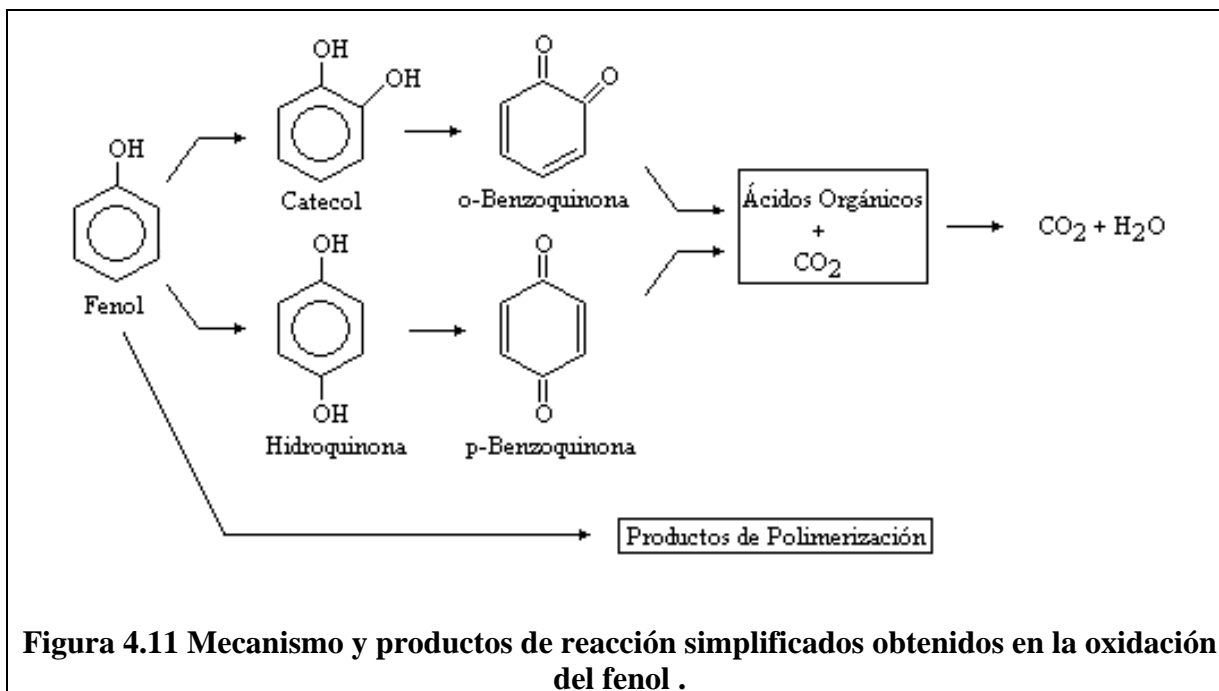 OH
OH
O
O
OH
Catecol
o-Benzoquinona
Ácidos Orgánicos
+
CO2
CO2 + H2O
Fenol
OH
O
OH
O
Hidroquinona
p-Benzoquinona
Productos de Polimerización
Figura 4.11 Mecanismo y productos de reacción simplificados obtenidos en la oxidación
del fenol .